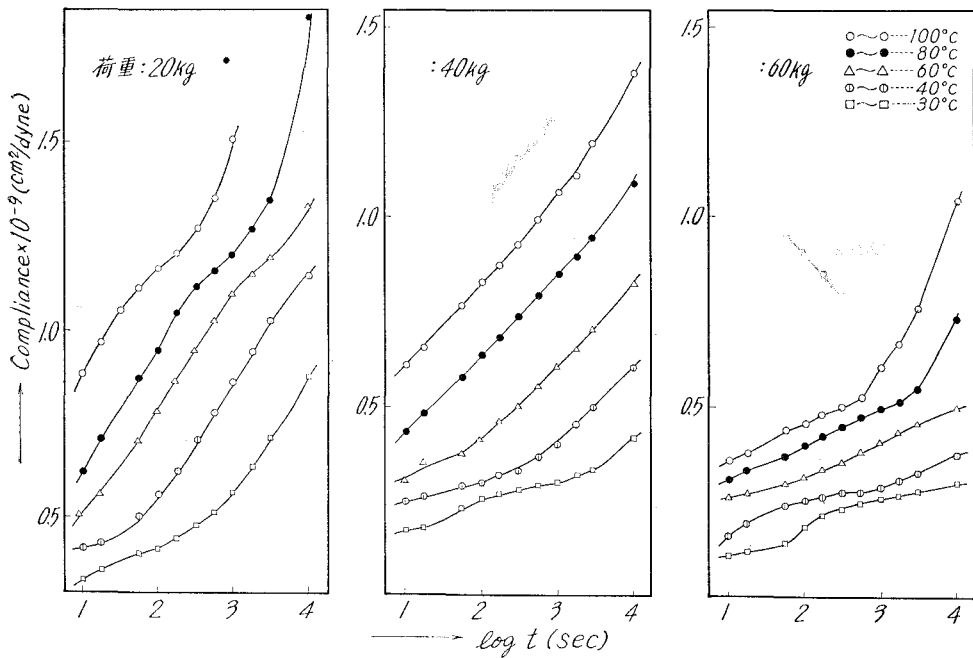 荷重:20kg
:40kg
:60kg
○~○----100°c
●~●----80°c
△~△----60°c
⦶~⦶----40°c
□~□----30°c
→ Compliance×10⁻⁹(cm²/dyne)
1.5
1.0
0.5
1 2 3 4
1.5
1.0
0.5
1 2 3 4
1.5
1.0
0.5
1 2 3 4
→ log t (sec)